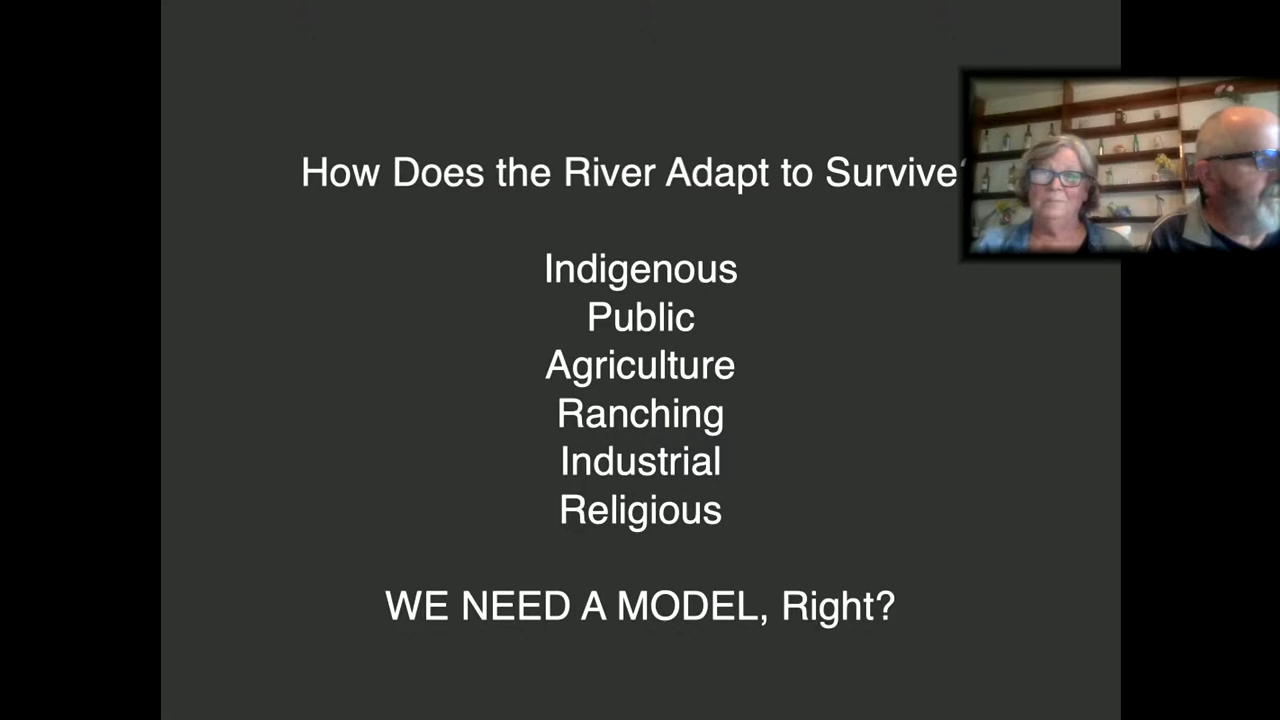 How Does the River Adapt to Survive
Indigenous
Public
Agriculture
Ranching
Industrial
Religious
WE NEED A MODEL, Right?